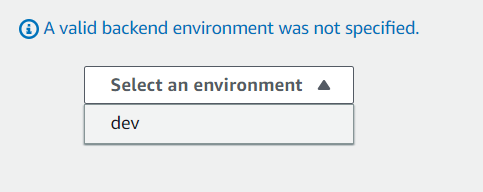 A valid backend environment was not specified.
Select an environment
dev